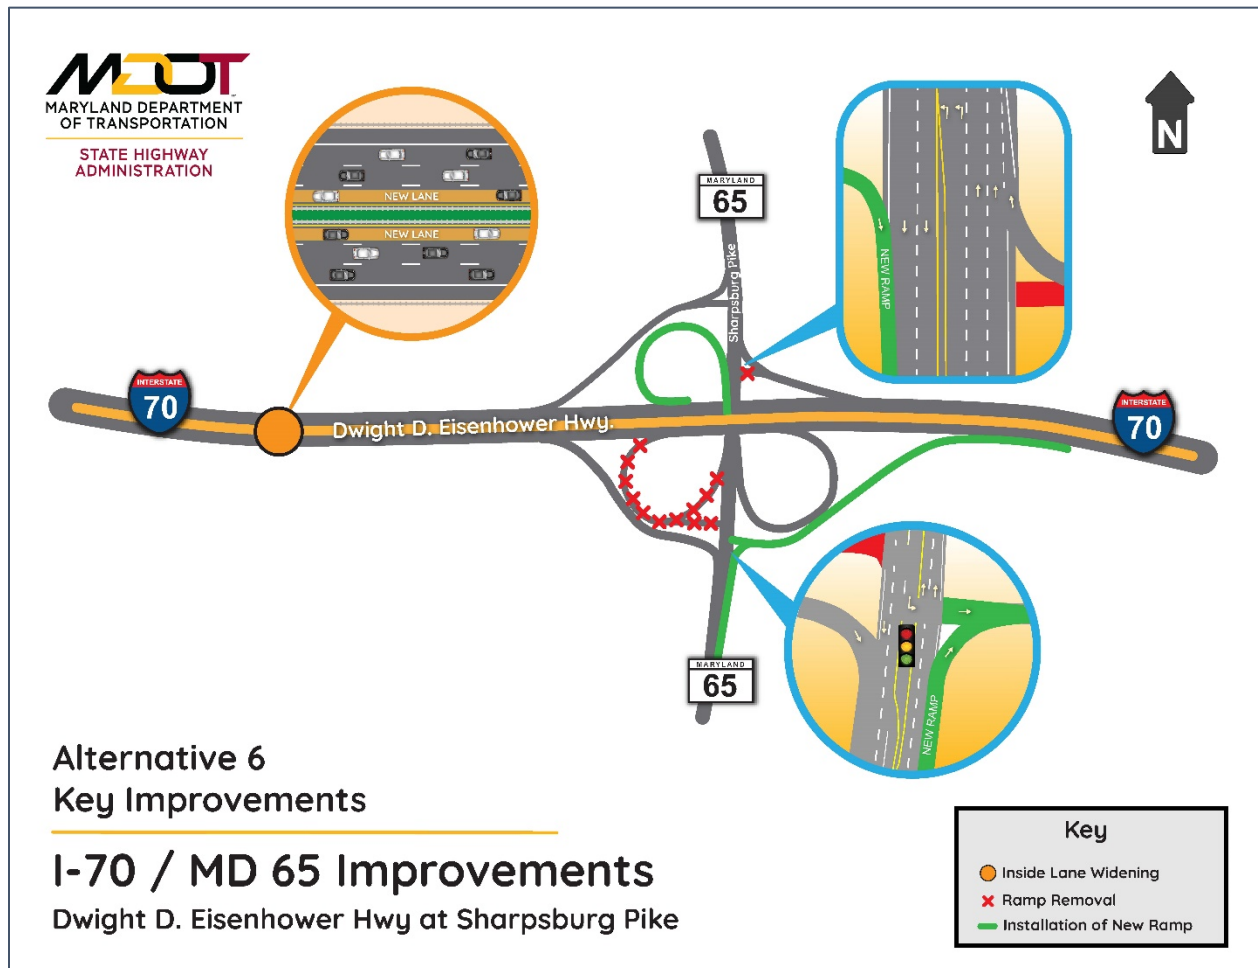 MDOT
MARYLAND DEPARTMENT
OF TRANSPORTATION
STATE HIGHWAY
ADMINISTRATION
NEW LANE
NEW LANE
MARYLAND
65
Sharpsburg Pike
NEW RAMP
N
INTERSTATE
70
Dwight D. Eisenhower Hwy.
INTERSTATE
70
NEW RAMP
MARYLAND
65
Alternative 6
Key Improvements
I-70 / MD 65 Improvements
Dwight D. Eisenhower Hwy at Sharpsburg Pike
Key
Inside Lane Widening
Ramp Removal
Installation of New Ramp